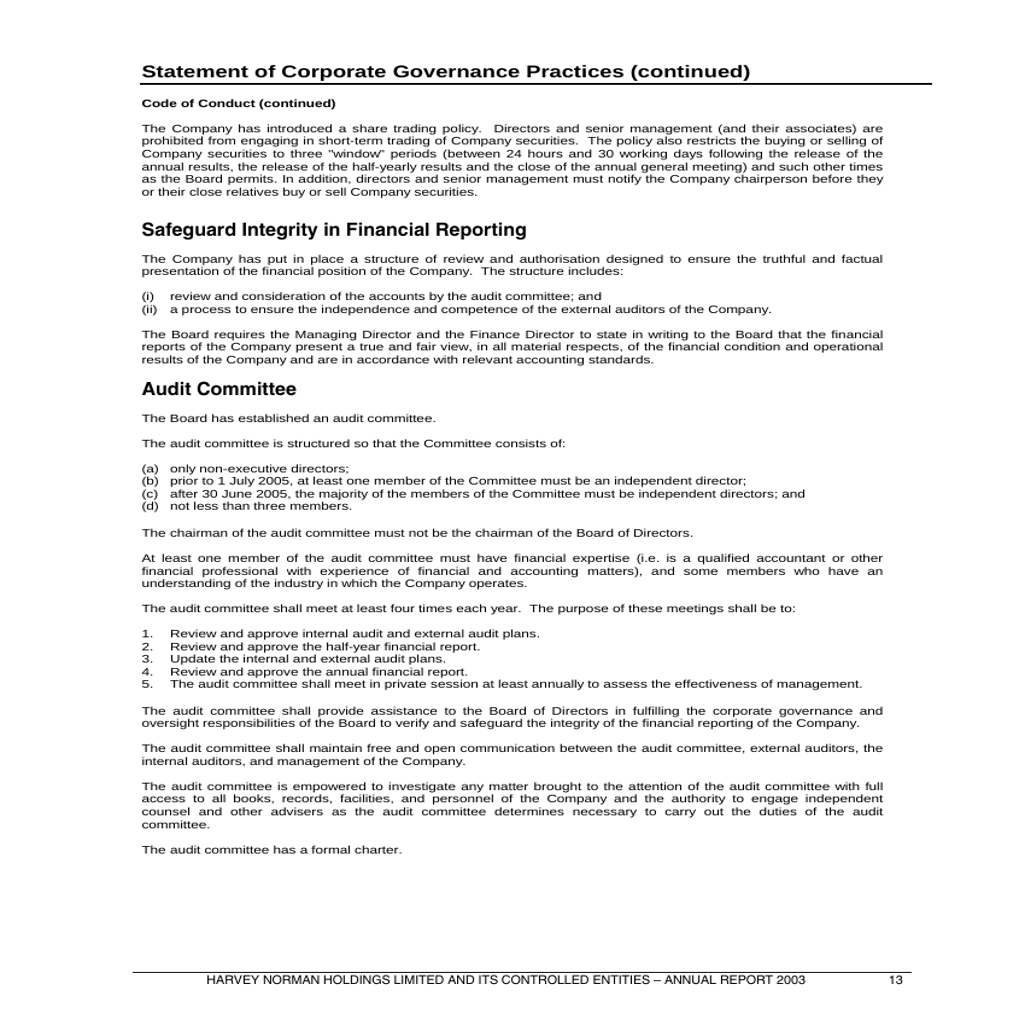 Statement of Corporate Governance Practices (continued)
Code of Conduct (continued)
The Company has introduced a share trading policy.  Directors and senior management (and their associates) are
prohibited from engaging in short-term trading of Company securities.  The policy also restricts the buying or selling of
Company securities to three "window" periods (between 24 hours and 30 working days following the release of the
annual results, the release of the half-yearly results and the close of the annual general meeting) and such other times
as the Board permits. In addition, directors and senior management must notify the Company chairperson before they
or their close relatives buy or sell Company securities.
Safeguard Integrity in Financial Reporting
The Company has put in place a structure of review and authorisation designed to ensure the truthful and factual
presentation of the financial position of the Company.  The structure includes:
(i) review and consideration of the accounts by the audit committee; and
(ii) a process to ensure the independence and competence of the external auditors of the Company.
The Board requires the Managing Director and the Finance Director to state in writing to the Board that the financial
reports of the Company present a true and fair view, in all material respects, of the financial condition and operational
results of the Company and are in accordance with relevant accounting standards.
Audit Committee
The Board has established an audit committee.
The audit committee is structured so that the Committee consists of:
(a) only non-executive directors;
(b) prior to 1 July 2005, at least one member of the Committee must be an independent director;
(c) after 30 June 2005, the majority of the members of the Committee must be independent directors; and
(d) not less than three members.
The chairman of the audit committee must not be the chairman of the Board of Directors.
At least one member of the audit committee must have financial expertise (i.e. is a qualified accountant or other
financial professional with experience of financial and accounting matters), and some members who have an
understanding of the industry in which the Company operates.
The audit committee shall meet at least four times each year.  The purpose of these meetings shall be to:
1. Review and approve internal audit and external audit plans.
2. Review and approve the half-year financial report.
3. Update the internal and external audit plans.
4. Review and approve the annual financial report.
5. The audit committee shall meet in private session at least annually to assess the effectiveness of management.
The audit committee shall provide assistance to the Board of Directors in fulfilling the corporate governance and
oversight responsibilities of the Board to verify and safeguard the integrity of the financial reporting of the Company.
The audit committee shall maintain free and open communication between the audit committee, external auditors, the
internal auditors, and management of the Company.
The audit committee is empowered to investigate any matter brought to the attention of the audit committee with full
access to all books, records, facilities, and personnel of the Company and the authority to engage independent
counsel and other advisers as the audit committee determines necessary to carry out the duties of the audit
committee.
The audit committee has a formal charter.
HARVEY NORMAN HOLDINGS LIMITED AND ITS CONTROLLED ENTITIES – ANNUAL REPORT 2003 13